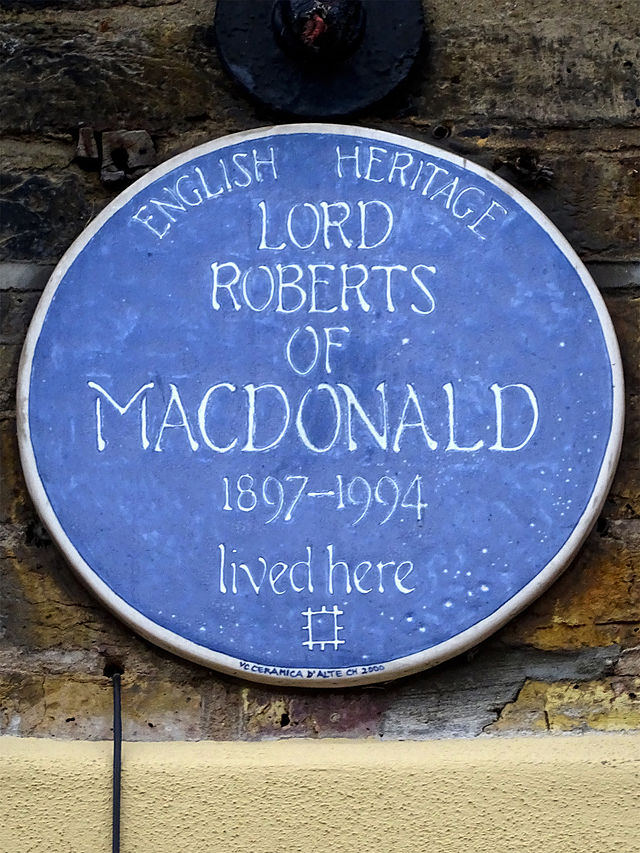 ENGLISH HERITAGE
LORD
ROBERTS
OF
MACDONALD
1897–1994
lived here
VC CERAMICA D'ALTE CH 2000